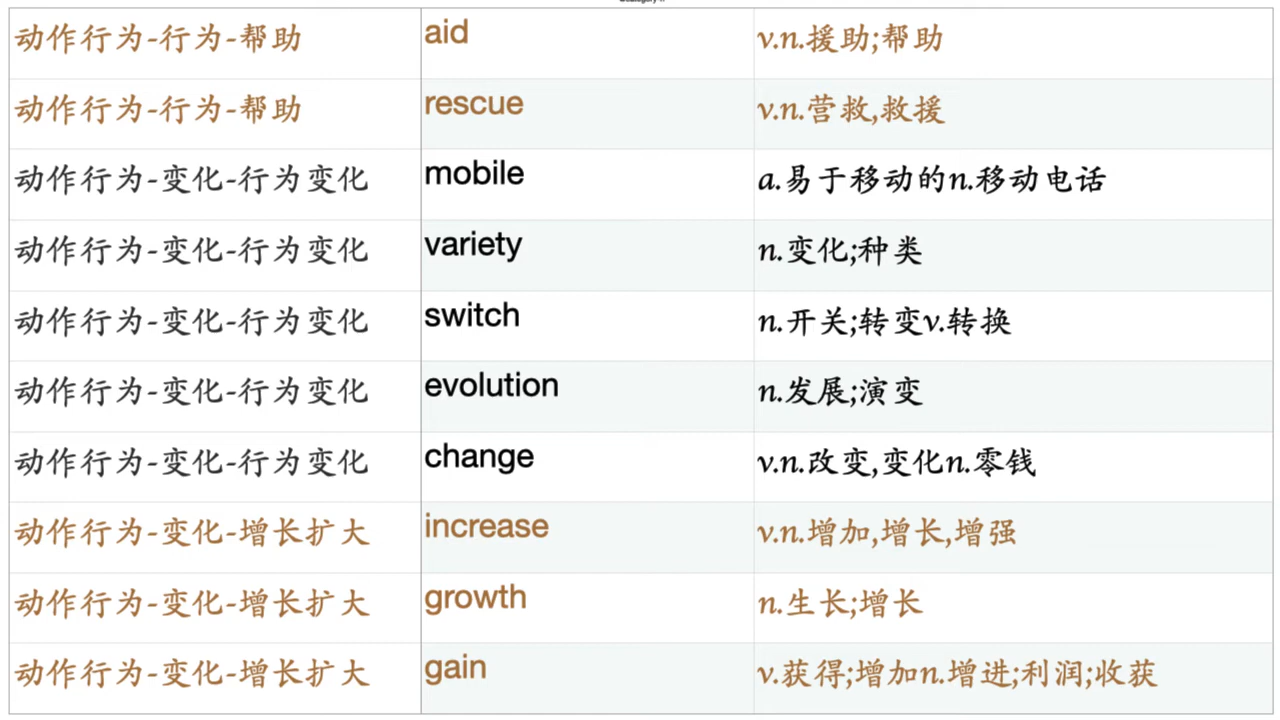 动作行为-行为-帮助 aid v.n.援助;帮助
动作行为-行为-帮助 rescue v.n.营救,救援
动作行为-变化-行为变化 mobile a.易于移动的n.移动电话
动作行为-变化-行为变化 variety n.变化;种类
动作行为-变化-行为变化 switch n.开关;转变v.转换
动作行为-变化-行为变化 evolution n.发展;演变
动作行为-变化-行为变化 change v.n.改变,变化n.零钱
动作行为-变化-增长扩大 increase v.n.增加,增长,增强
动作行为-变化-增长扩大 growth n.生长;增长
动作行为-变化-增长扩大 gain v.获得;增加n.增进;利润;收获